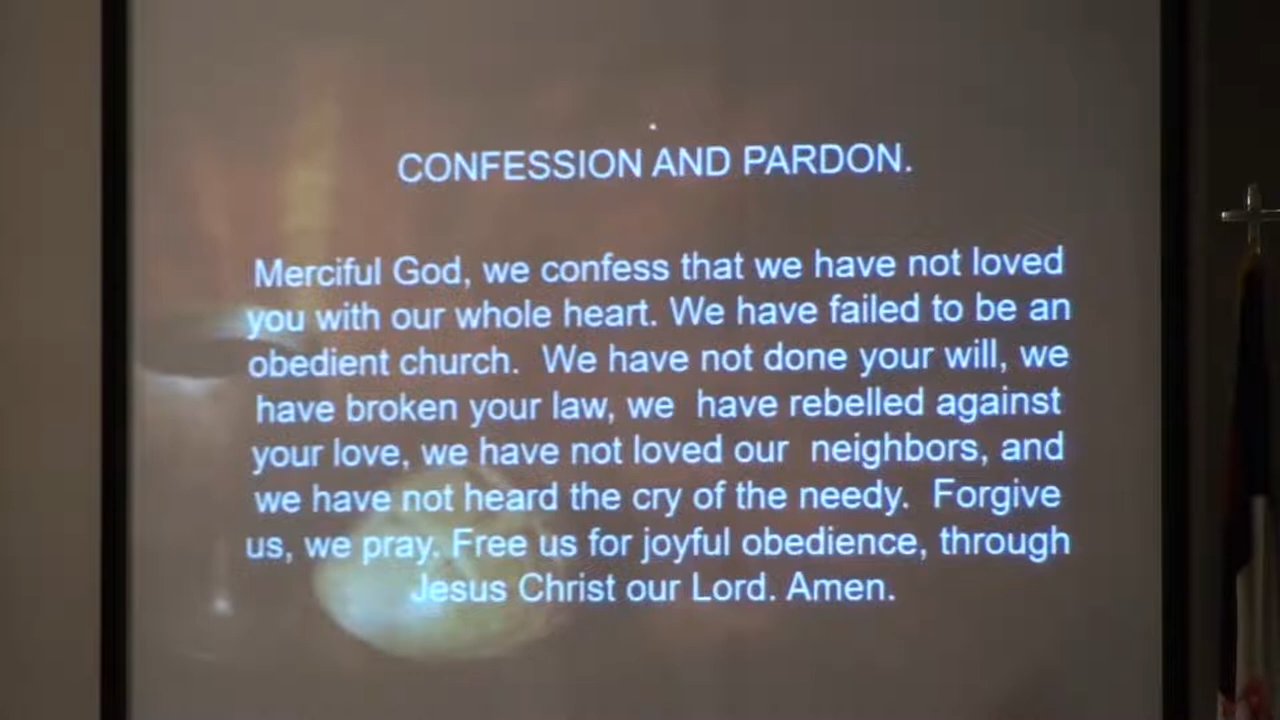 CONFESSION AND PARDON.
Merciful God, we confess that we have not loved
you with our whole heart. We have failed to be an
obedient church.  We have not done your will, we
have broken your law, we  have rebelled against
your love, we have not loved our  neighbors, and
we have not heard the cry of the needy.  Forgive
us, we pray. Free us for joyful obedience, through
Jesus Christ our Lord. Amen.